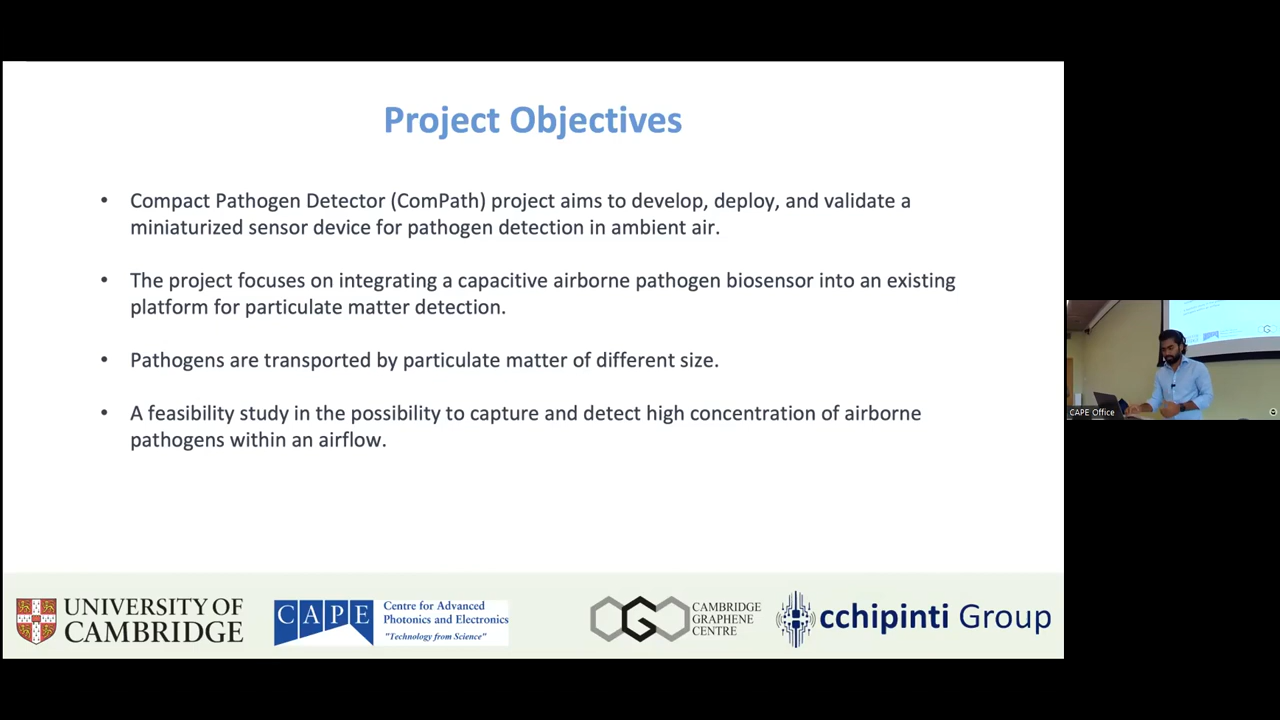 Project Objectives
• Compact Pathogen Detector (ComPath) project aims to develop, deploy, and validate a
miniaturized sensor device for pathogen detection in ambient air.
• The project focuses on integrating a capacitive airborne pathogen biosensor into an existing
platform for particulate matter detection.
• Pathogens are transported by particulate matter of different size.
• A feasibility study in the possibility to capture and detect high concentration of airborne
pathogens within an airflow.
UNIVERSITY OF
CAMBRIDGE
CAPE
Centre for Advanced
Photonics and Electronics
"Technology from Science"
CAMBRIDGE
GRAPHENE
CENTRE
cchipinti Group
CAPE Office